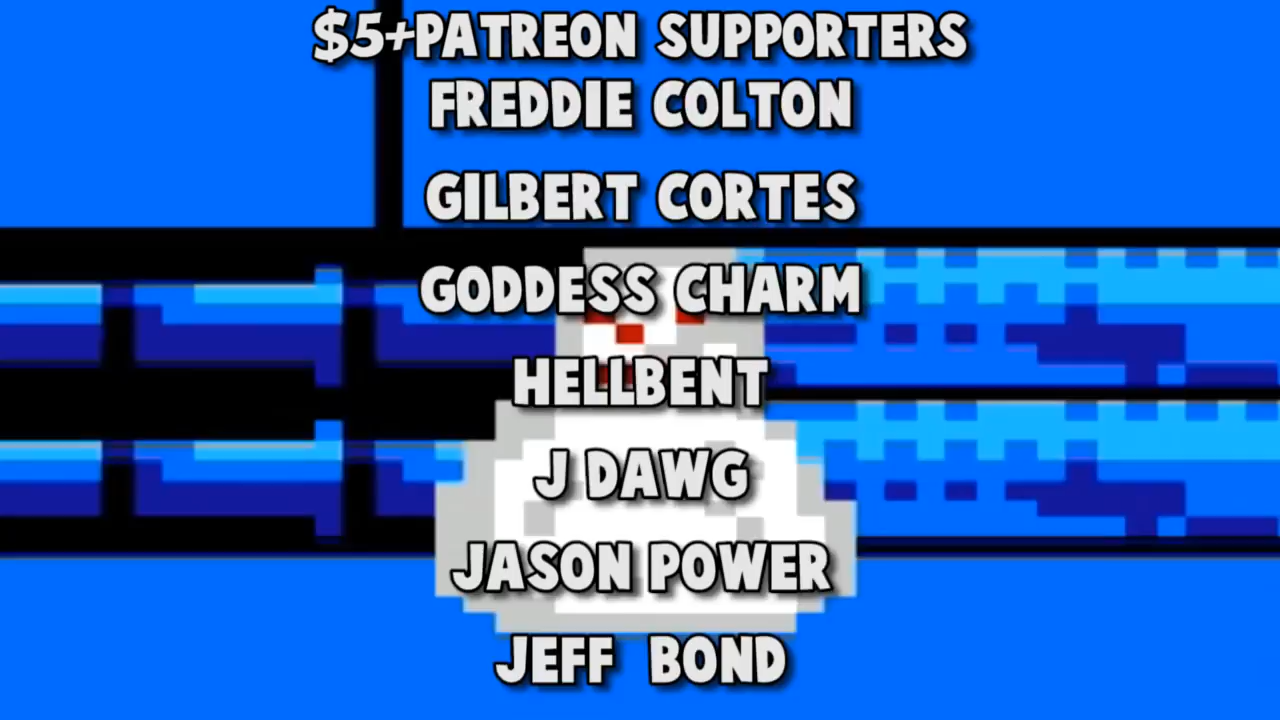 $5+PATREON SUPPORTERS
FREDDIE COLTON
GILBERT CORTES
GODDESS CHARM
HELLBENT
J DAWG
JASON POWER
JEFF BOND